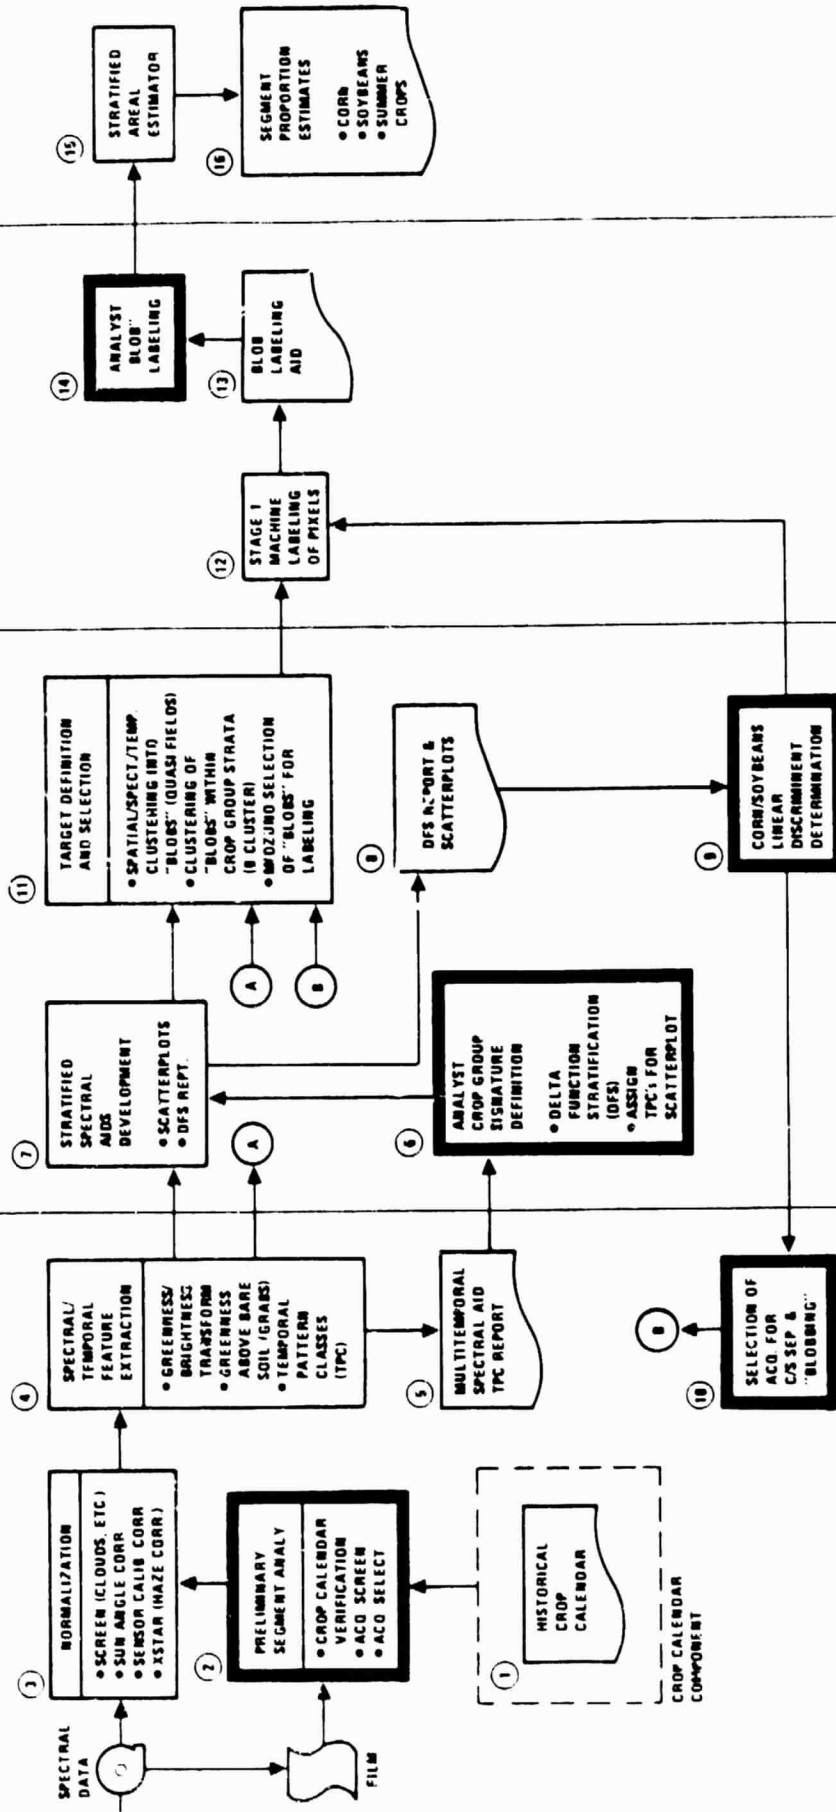 SPECTRAL
DATA
FILM
3
NORMALIZATION
• SCREEN (CLOUDS, ETC)
• SUN ANGLE CORR
• SENSOR CALIB CORR
• XSTAR (HAZE CORR.)
2
PRELIMINARY
SEGMENT ANALY
• CROP CALENDAR
VERIFICATION
• ACQ SCREEN
• ACQ SELECT
1
HISTORICAL
CROP
CALENDAR
CROP CALENDAR
COMPONENT
4
SPECTRAL/
TEMPORAL
FEATURE
EXTRACTION
• GREENNESS/
BRIGHTNESS
TRANSFORM
• GREENNESS
ABOVE BARE
SOIL (GRABS)
• TEMPORAL
PATTERN
CLASSES
(TPC)
5
MULTITEMPORAL
SPECTRAL AID
TPC REPORT
10
SELECTION OF
ACQ. FOR
C/S SEP &
"BLOBBING"
B
7
STRATIFIED
SPECTRAL
AIDS
DEVELOPMENT
• SCATTERPLOTS
• DFS REPT.
A
6
ANALYST
CROP GROUP
SIGNATURE
DEFINITION
• DELTA
FUNCTION
STRATIFICATION
(DFS)
• ASSIGN
TPC's FOR
SCATTERPLOT
11
TARGET DEFINITION
AND SELECTION
• SPATIAL/SPECT/TEMP.
CLUSTERING INTO
"BLOBS" (QUASI FIELDS)
• CLUSTERING OF
"BLOBS" WITHIN
CROP GROUP STRATA
(B CLUSTER)
• MIDZUNO SELECTION
OF "BLOBS" FOR
LABELING
A
B
8
DFS REPORT &
SCATTERPLOTS
9
CORN/SOYBEANS
LINEAR
DISCRIMINENT
DETERMINATION
12
STAGE 1
MACHINE
LABELING
OF PIXELS
13
BLOB
LABELING
AID
14
ANALYST
BLOB"
LABELING
15
STRATIFIED
AREAL
ESTIMATOR
16
SEGMENT
PROPORTION
ESTIMATES
• CORN
• SOYBEANS
• SUMMER
CROPS